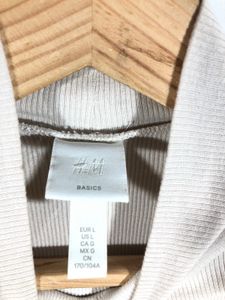 H&M
BASICS
EUR L
US L
CA G
MX G
CN
170/104A